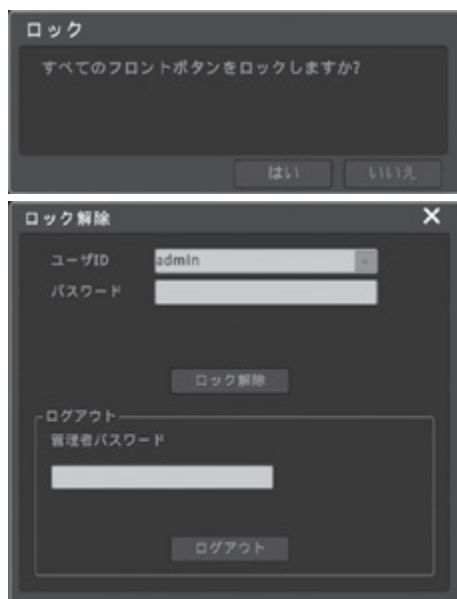 ロック
すべてのフロントボタンをロックしますか?
はい いいえ
ロック解除
ユーザID admin
パスワード
ロック解除
ログアウト
管理者パスワード
ログアウト